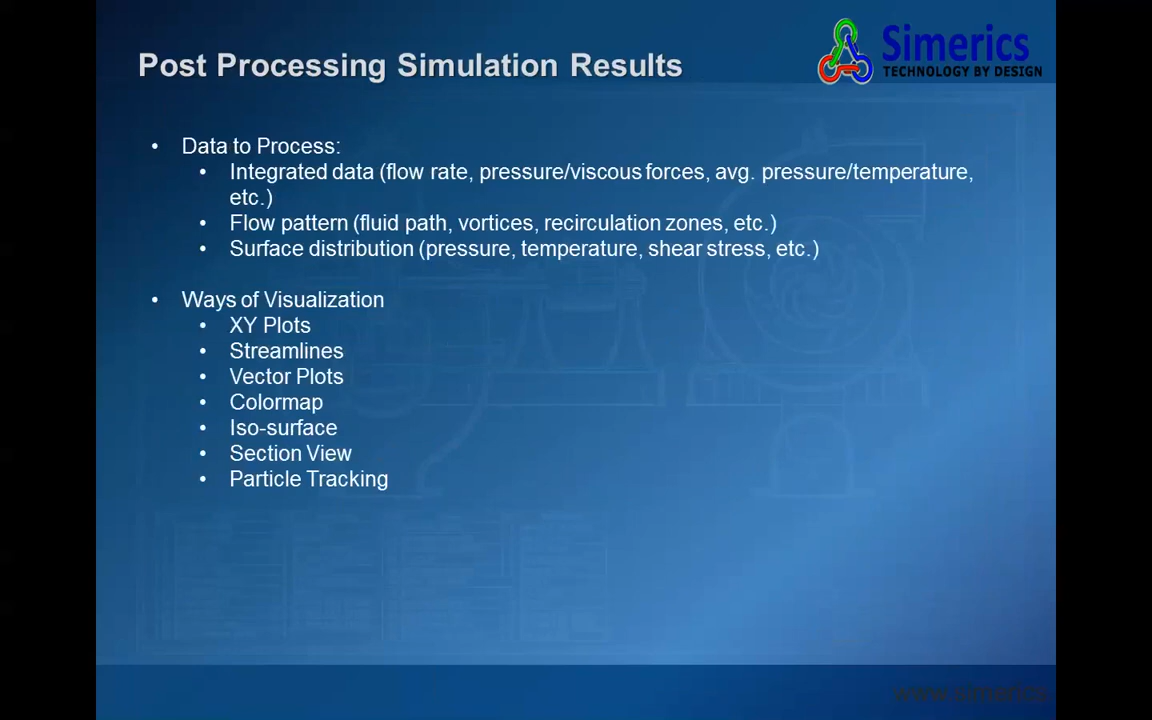 Simerics
TECHNOLOGY BY DESIGN
Post Processing Simulation Results
• Data to Process:
• Integrated data (flow rate, pressure/viscous forces, avg. pressure/temperature,
etc.)
• Flow pattern (fluid path, vortices, recirculation zones, etc.)
• Surface distribution (pressure, temperature, shear stress, etc.)
• Ways of Visualization
• XY Plots
• Streamlines
• Vector Plots
• Colormap
• Iso-surface
• Section View
• Particle Tracking
www.simerics